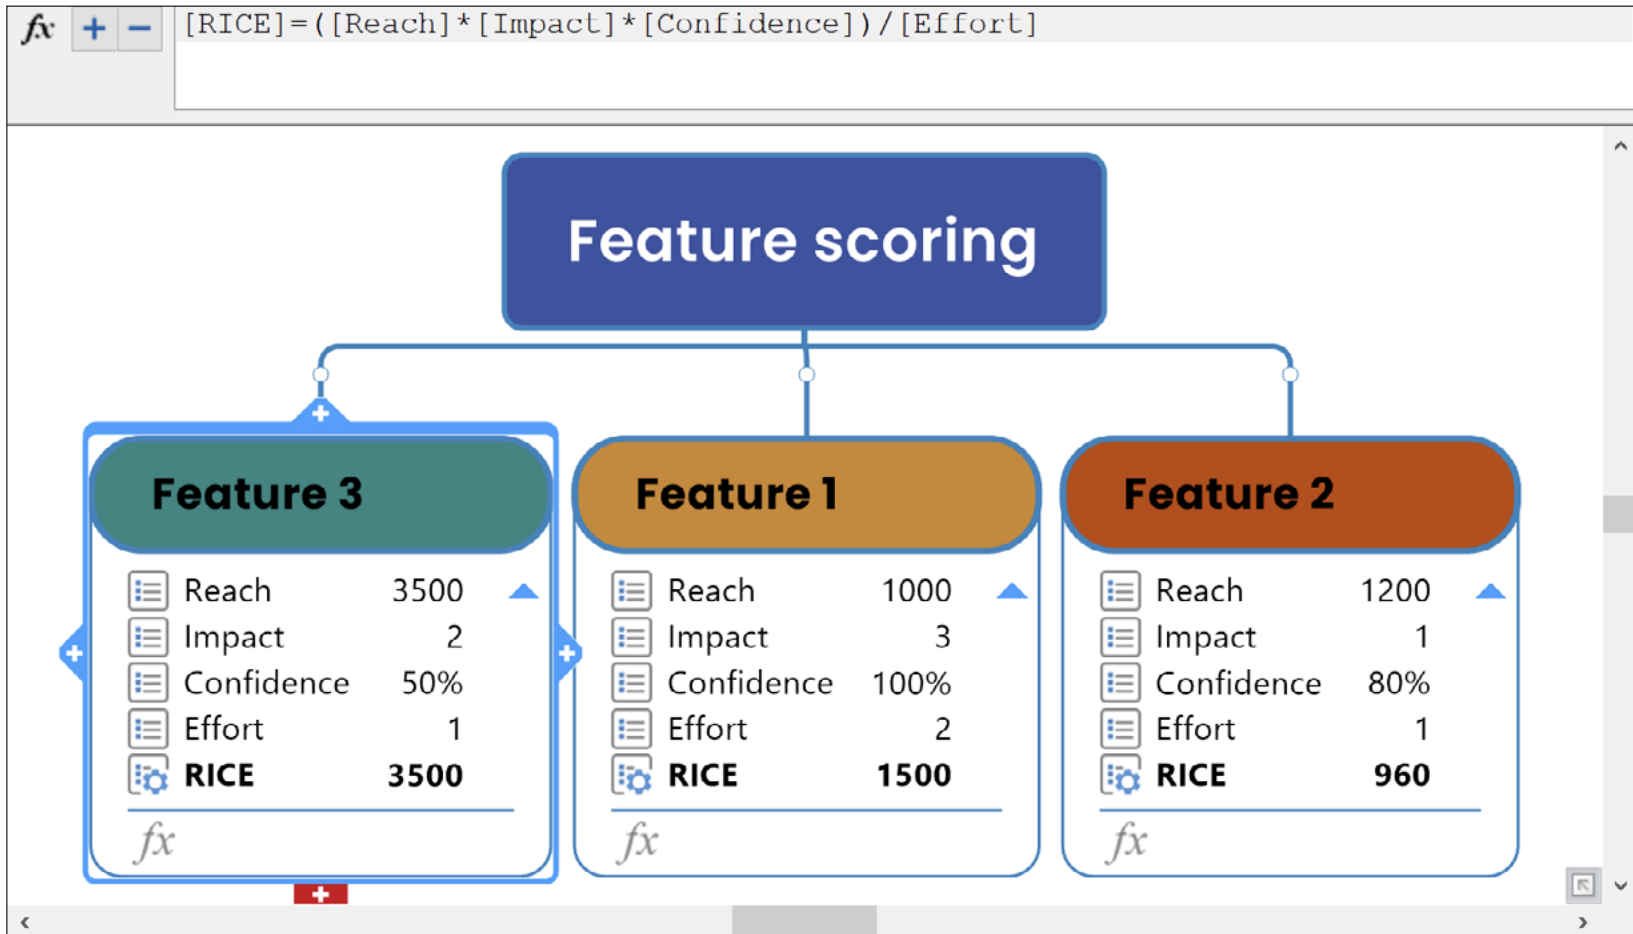 fx + − [RICE]=([Reach]*[Impact]*[Confidence])/[Effort]
Feature scoring
Feature 3
Reach 3500
Impact 2
Confidence 50%
Effort 1
RICE 3500
fx
Feature 1
Reach 1000
Impact 3
Confidence 100%
Effort 2
RICE 1500
fx
Feature 2
Reach 1200
Impact 1
Confidence 80%
Effort 1
RICE 960
fx